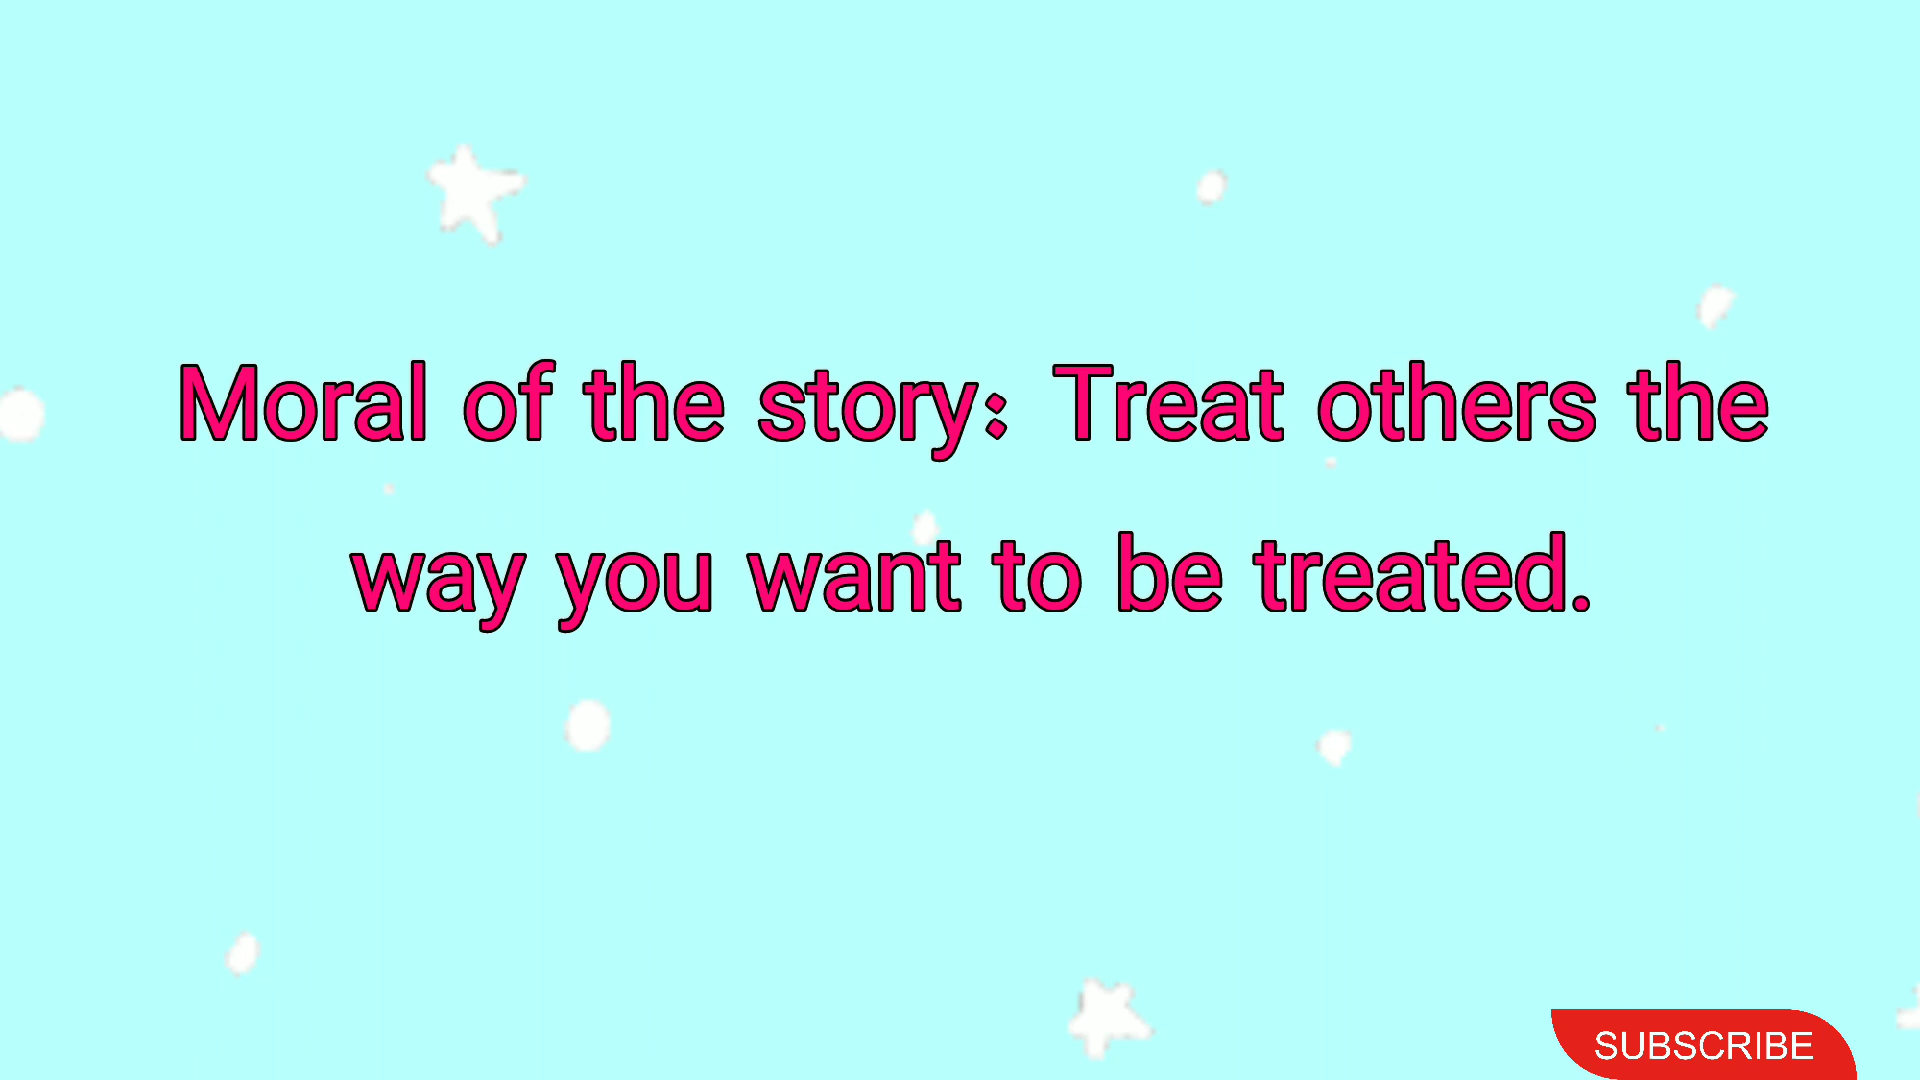 Moral of the story: Treat others the
way you want to be treated.
SUBSCRIBE